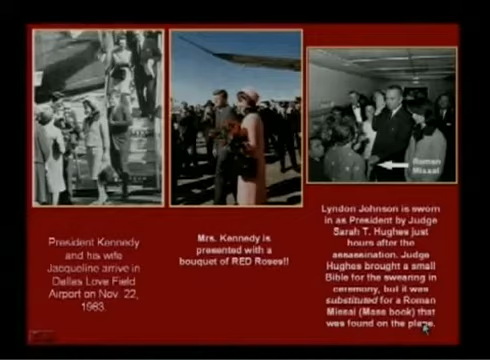 President Kennedy
and his wife
Jacqueline arrive in
Dallas Love Field
Airport on Nov. 22,
1963.
Mrs. Kennedy is
presented with a
bouquet of RED Roses!!
Roman
Missal
Lyndon Johnson is sworn
in as President by Judge
Sarah T. Hughes just
hours after the
assassination. Judge
Hughes brought a small
Bible for the swearing in
ceremony, but it was
substituted for a Roman
Missal (Mass book) that
was found on the plane.